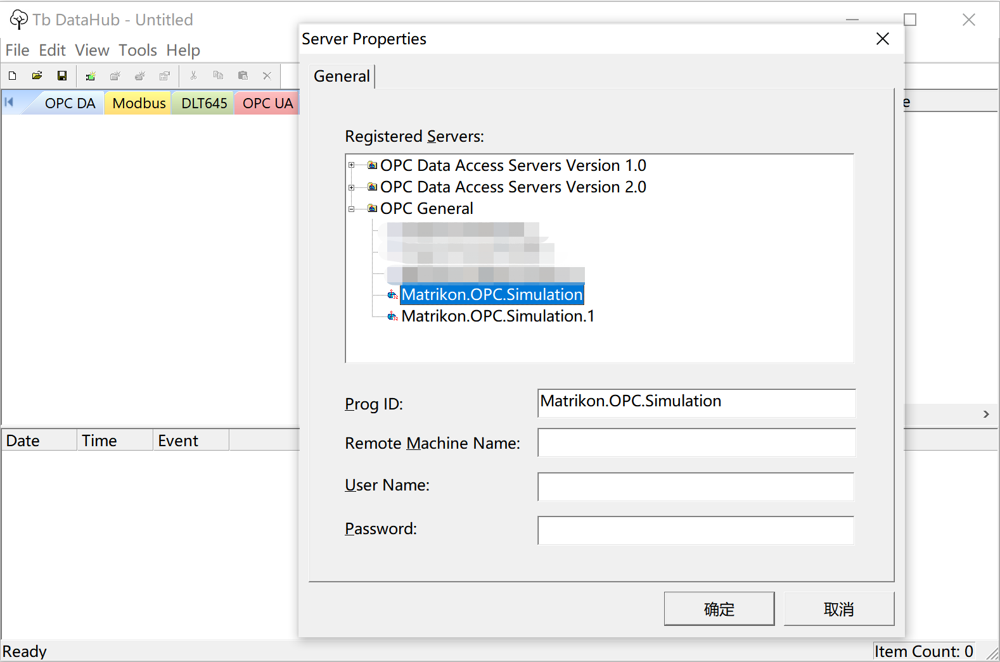 Tb DataHub - Untitled
File Edit View Tools Help
OPC DA Modbus DLT645 OPC UA
Server Properties
General
Registered Servers:
OPC Data Access Servers Version 1.0
OPC Data Access Servers Version 2.0
OPC General
Matrikon.OPC.Simulation
Matrikon.OPC.Simulation.1
Prog ID: Matrikon.OPC.Simulation
Remote Machine Name:
User Name:
Password:
确定 取消
Date Time Event
Ready Item Count: 0